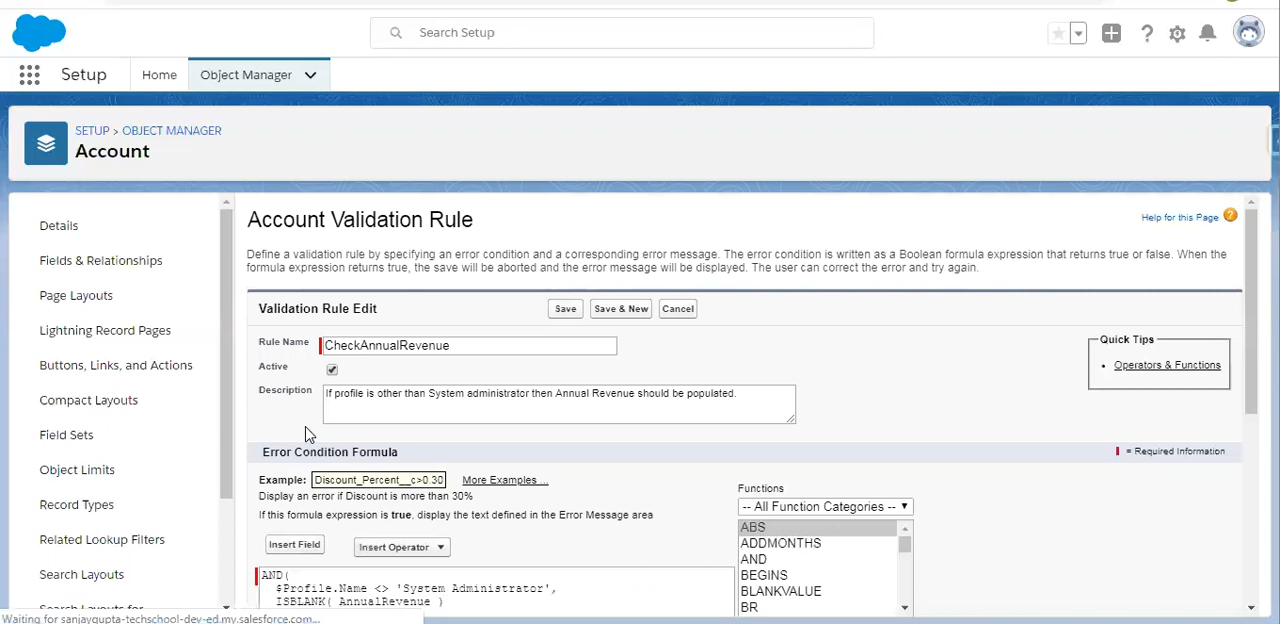 Search Setup
Setup
Home
Object Manager
SETUP > OBJECT MANAGER
Account
Details
Fields & Relationships
Page Layouts
Lightning Record Pages
Buttons, Links, and Actions
Compact Layouts
Field Sets
Object Limits
Record Types
Related Lookup Filters
Search Layouts
Search Layouts for
Account Validation Rule
Help for this Page
Define a validation rule by specifying an error condition and a corresponding error message. The error condition is written as a Boolean formula expression that returns true or false. When the
formula expression returns true, the save will be aborted and the error message will be displayed. The user can correct the error and try again.
Validation Rule Edit
Save
Save & New
Cancel
Rule Name
CheckAnnualRevenue
Active
Description
If profile is other than System administrator then Annual Revenue should be populated.
Quick Tips
• Operators & Functions
Error Condition Formula
= Required Information
Example:
Discount_Percent__c>0.30
More Examples ...
Display an error if Discount is more than 30%
If this formula expression is true, display the text defined in the Error Message area
Insert Field
Insert Operator
Functions
-- All Function Categories --
ABS
ADDMONTHS
AND
BEGINS
BLANKVALUE
BR
AND(
$Profile.Name <> 'System Administrator',
ISBLANK( AnnualRevenue )
Waiting for sanjaygupta-techschool-dev-ed.my.salesforce.com...